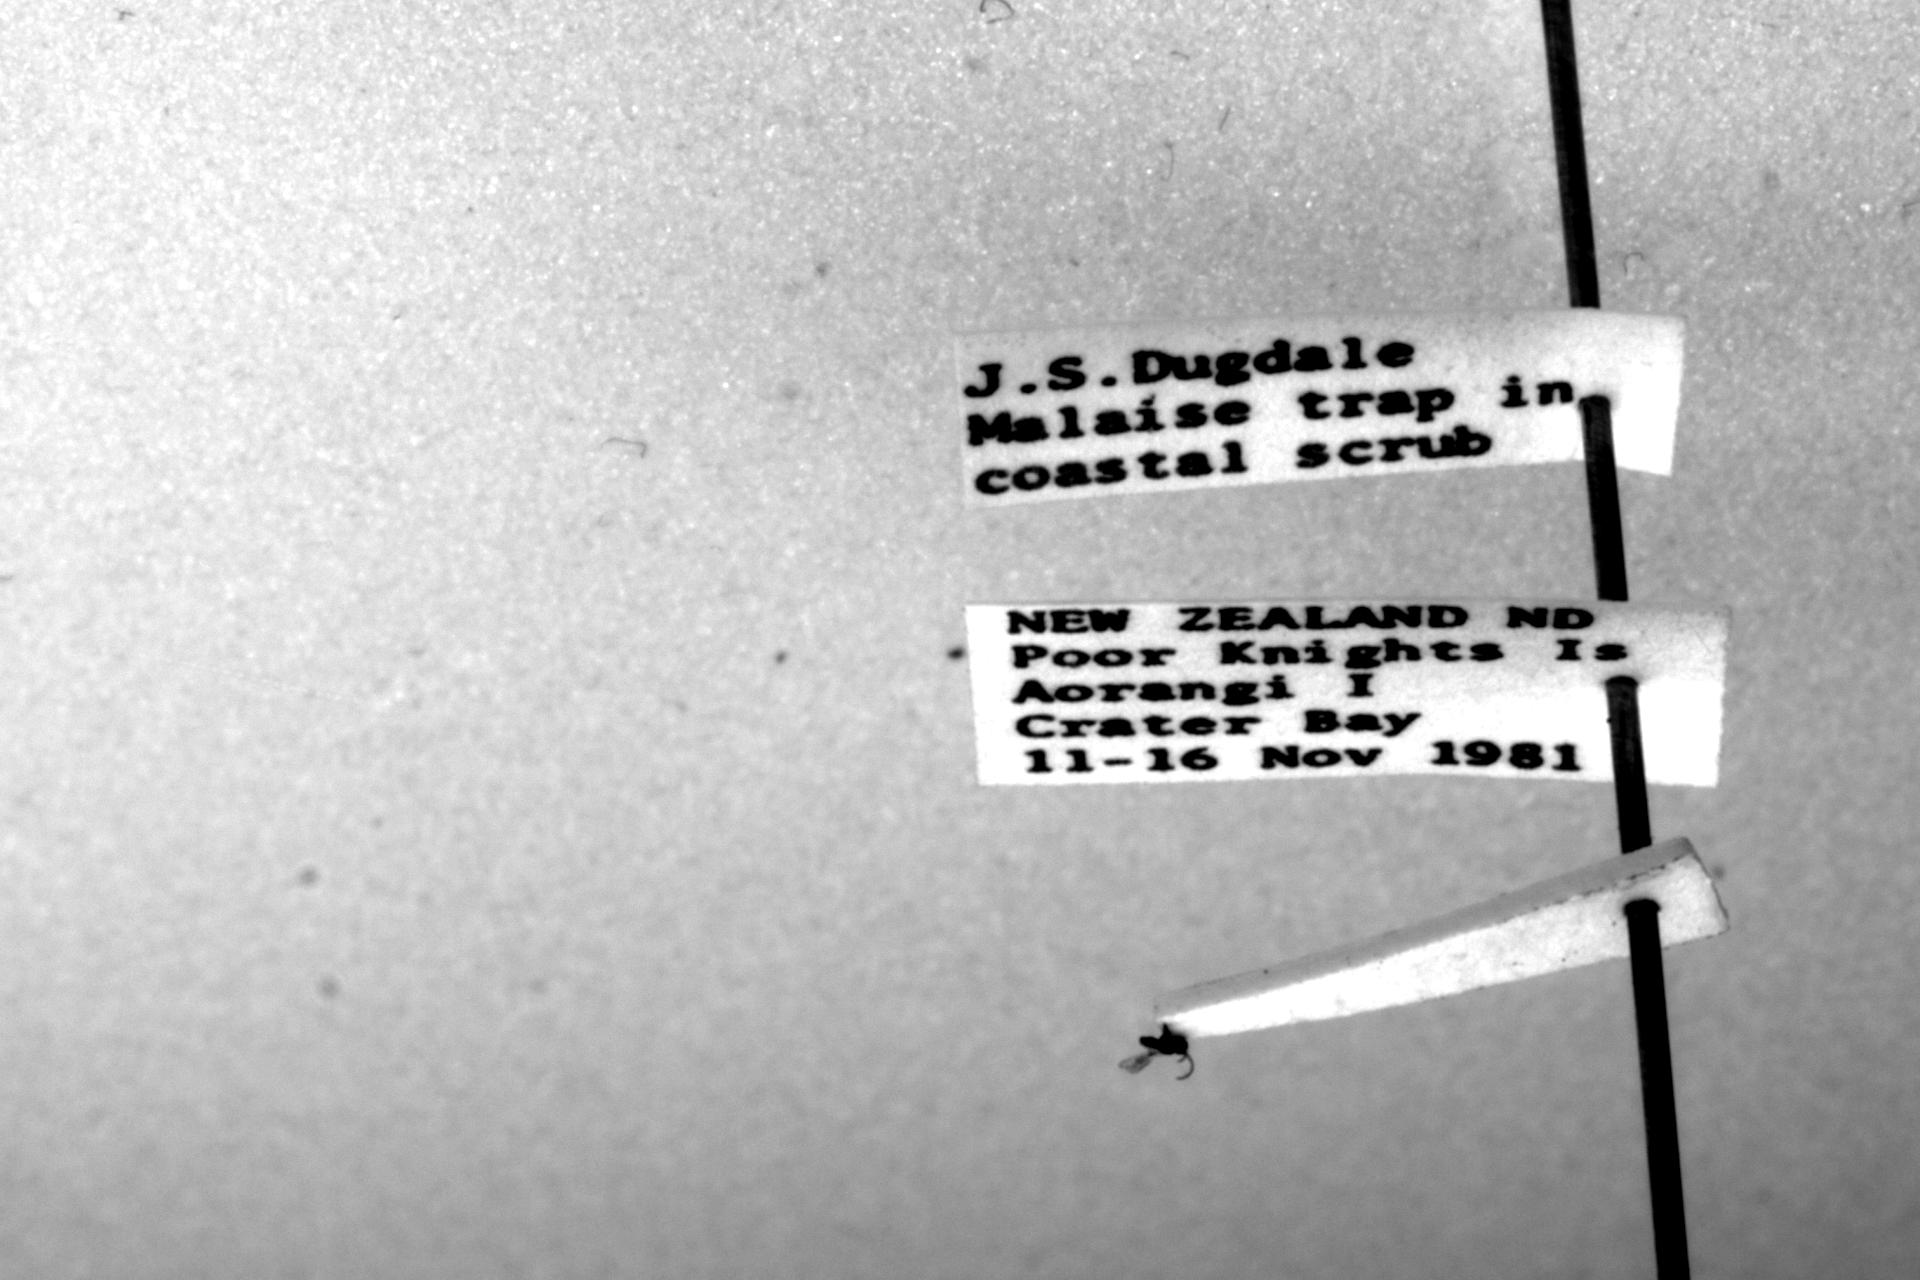 J.S.Dugdale
Malaise trap in
coastal scrub
NEW ZEALAND ND
Poor Knights Is
Aorangi I
Crater Bay
11-16 Nov 1981